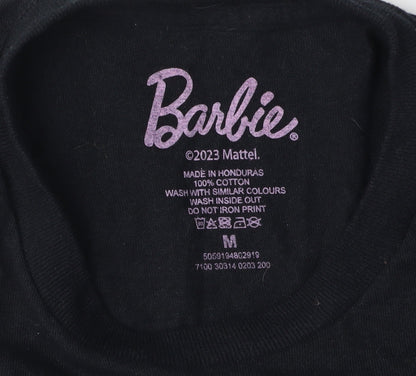 Barbie®
©2023 Mattel.
MADE IN HONDURAS
100% COTTON
WASH WITH SIMILAR COLOURS
WASH INSIDE OUT
DO NOT IRON PRINT
M
5059194802919
7100 30314 0203 200